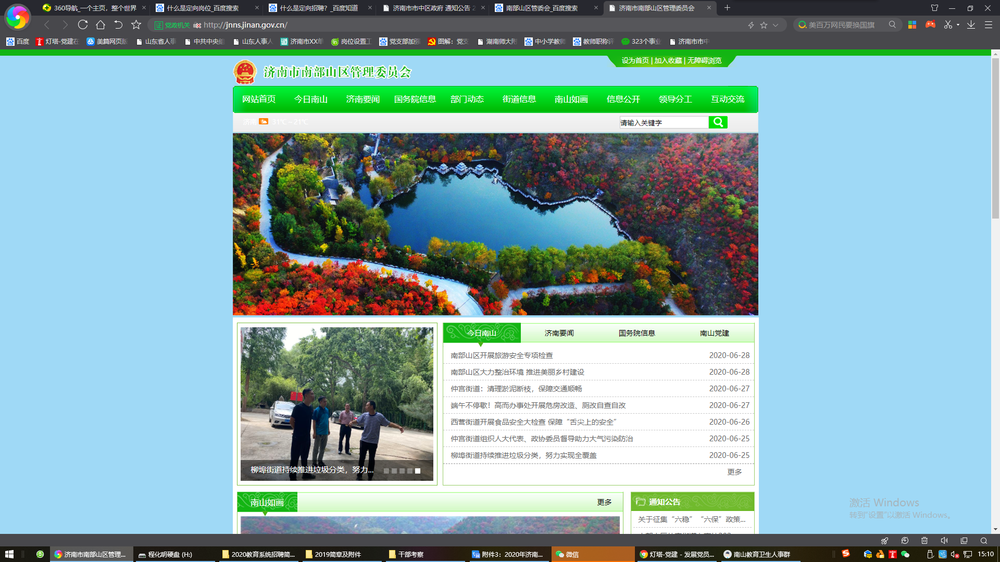 360导航_一个主页，整个世界
什么是定向岗位_百度搜索
什么是定向招聘？_百度知道
济南市市中区政府 通知公告 2
南部山区管委会_百度搜索
济南市南部山区管理委员会
证 党政机关
http://jnns.jinan.gov.cn/
美百万网民要换国旗
百度
灯塔-党建在
美篇网页版
山东省人事
中共中央组
山东人事人
济南市XX单
岗位设置工
党支部加强
图解：党支
湖南师大附
中小学教师
教师职称评
323个事业
济南市市中
设为首页 | 加入收藏 | 无障碍浏览
济南市南部山区管理委员会
网站首页 今日南山 济南要闻 国务院信息 部门动态 街道信息 南山如画 信息公开 领导分工 互动交流
济南 31℃～21℃
请输入关键字
柳埠街道持续推进垃圾分类，努力...
今日南山 济南要闻 国务院信息 南山党建
南部山区开展旅游安全专项检查 2020-06-28
南部山区大力整治环境 推进美丽乡村建设 2020-06-28
仲宫街道：清理淤泥断枝，保障交通顺畅 2020-06-27
端午不停歇！高而办事处开展危房改造、厕改自查自改 2020-06-27
西营街道开展食品安全大检查 保障“舌尖上的安全” 2020-06-26
仲宫街道组织人大代表、政协委员督导助力大气污染防治 2020-06-25
柳埠街道持续推进垃圾分类，努力实现全覆盖 2020-06-25
更多
南山如画 更多
通知公告
关于征集“六稳”“六保”政策...
激活 Windows
转到“设置”以激活 Windows。
济南市南部山区管理...
程化明硬盘 (H:)
2020教育系统招聘简...
2019简章及附件
干部考察
附件3：2020年济南...
微信
灯塔-党建 - 发展党员...
南山教育卫生人事群
15:10